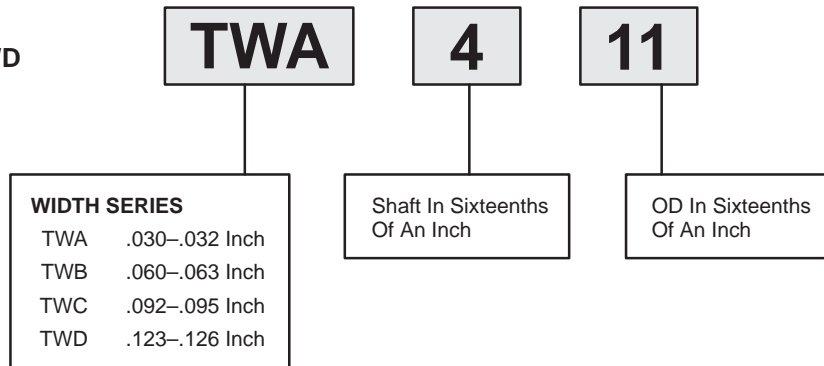 TWA 4 11
WIDTH SERIES
TWA .030–.032 Inch
TWB .060–.063 Inch
TWC .092–.095 Inch
TWD .123–.126 Inch
Shaft In Sixteenths
Of An Inch
OD In Sixteenths
Of An Inch